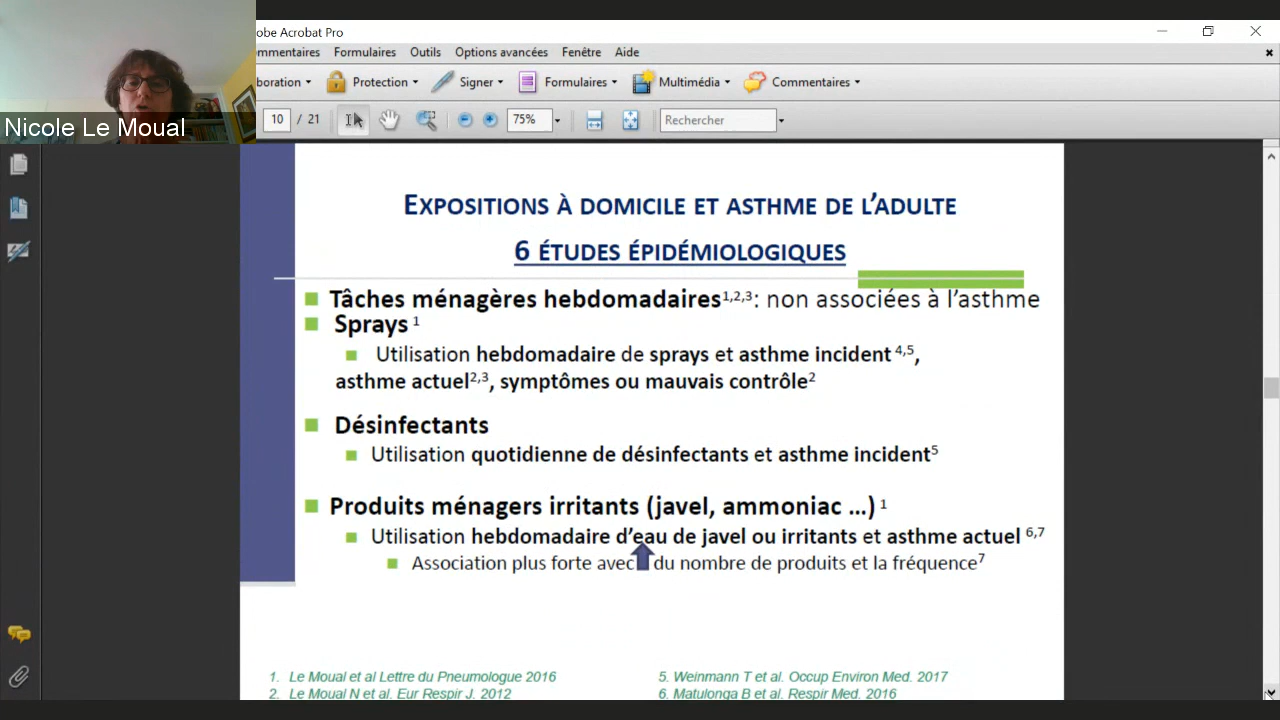 obe Acrobat Pro
ommentaires Formulaires Outils Options avancées Fenêtre Aide
boration Protection Signer Formulaires Multimédia Commentaires
Nicole Le Moual
10 / 21 75% Rechercher
EXPOSITIONS À DOMICILE ET ASTHME DE L'ADULTE
6 ÉTUDES ÉPIDÉMIOLOGIQUES
Tâches ménagères hebdomadaires1,2,3: non associées à l'asthme
Sprays 1
Utilisation hebdomadaire de sprays et asthme incident 4,5,
asthme actuel2,3, symptômes ou mauvais contrôle2
Désinfectants
Utilisation quotidienne de désinfectants et asthme incident5
Produits ménagers irritants (javel, ammoniac ...) 1
Utilisation hebdomadaire d'eau de javel ou irritants et asthme actuel 6,7
Association plus forte avec du nombre de produits et la fréquence7
1. Le Moual et al Lettre du Pneumologue 2016
2. Le Moual N et al. Eur Respir J. 2012
5. Weinmann T et al. Occup Environ Med. 2017
6. Matulonga B et al. Respir Med. 2016